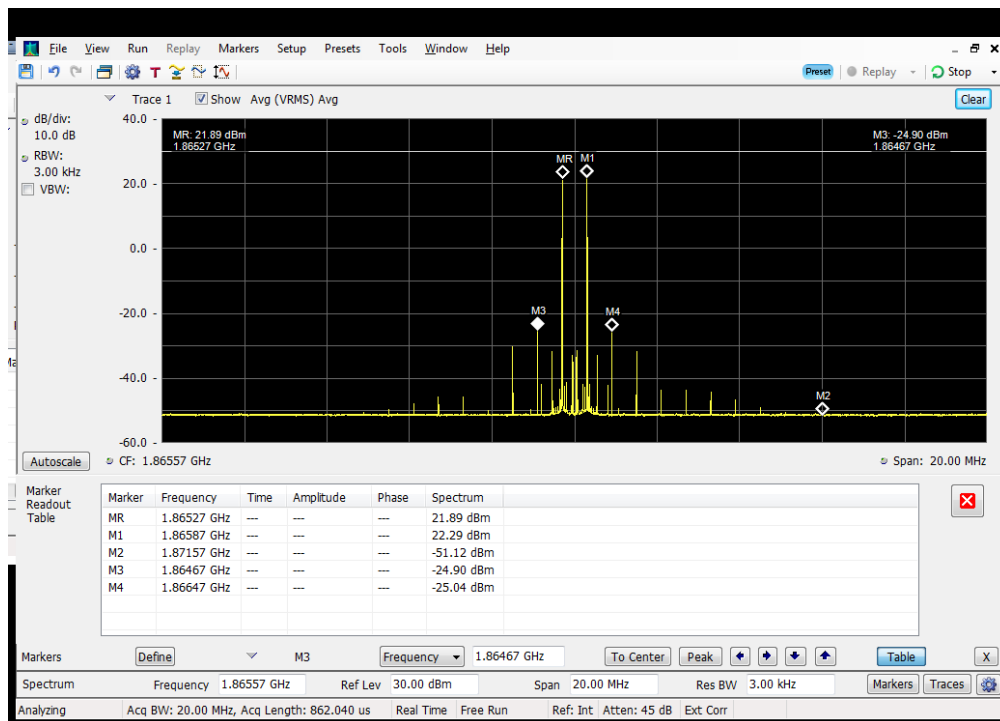 File View Run Replay Markers Setup Presets Tools Window Help
T Preset Replay Stop
Trace 1 Show Avg (VRMS) Avg Clear
dB/div:
10.0 dB
RBW:
3.00 kHz
VBW:
40.0
20.0
0.0
-20.0
-40.0
-60.0
MR: 21.89 dBm
1.86527 GHz
M3: -24.90 dBm
1.86467 GHz
MR M1
M3 M4
M2
Autoscale CF: 1.86557 GHz Span: 20.00 MHz
Marker
Readout
Table
Marker Frequency Time Amplitude Phase Spectrum
MR 1.86527 GHz --- --- --- 21.89 dBm
M1 1.86587 GHz --- --- --- 22.29 dBm
M2 1.87157 GHz --- --- --- -51.12 dBm
M3 1.86467 GHz --- --- --- -24.90 dBm
M4 1.86647 GHz --- --- --- -25.04 dBm
Markers Define M3 Frequency 1.86467 GHz To Center Peak Table X
Spectrum Frequency 1.86557 GHz Ref Lev 30.00 dBm Span 20.00 MHz Res BW 3.00 kHz Markers Traces
Analyzing Acq BW: 20.00 MHz, Acq Length: 862.040 us Real Time Free Run Ref: Int Atten: 45 dB Ext Corr